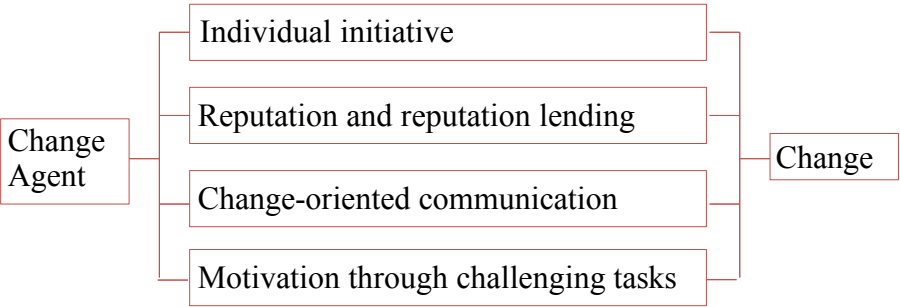 Individual initiative
Reputation and reputation lending
Change
Agent
Change
Change-oriented communication
Motivation through challenging tasks